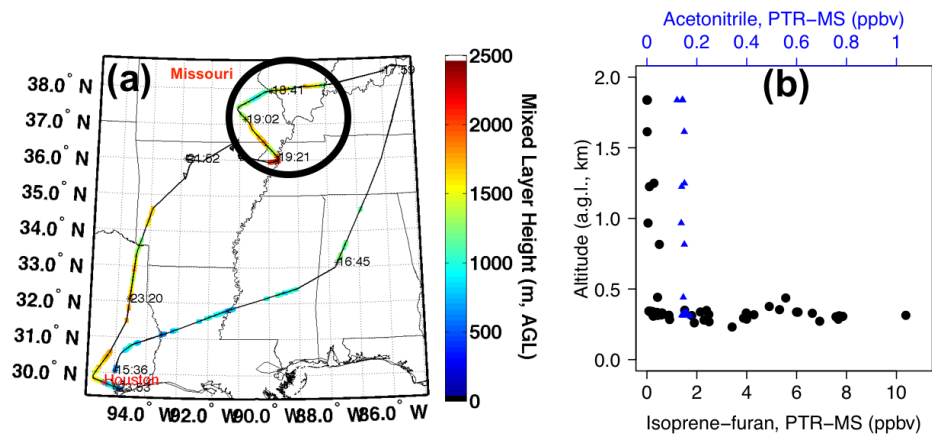 (a)
Missouri
38.0° N
37.0° N
36.0° N
35.0° N
34.0° N
33.0° N
32.0° N
31.0° N
30.0° N
17:59
18:41
19:02
19:21
16:45
23:20
15:36
Houston
94.0° W
92.0° W
90.0° W
88.0° W
86.0° W
2500
2000
1500
1000
500
0
Mixed Layer Height (m, AGL)
Acetonitrile, PTR−MS (ppbv)
0 0.2 0.4 0.6 0.8 1
(b)
2.0
1.5
1.0
0.5
0.0
Altitude (a.g.l., km)
0 2 4 6 8 10
Isoprene-furan, PTR−MS (ppbv)